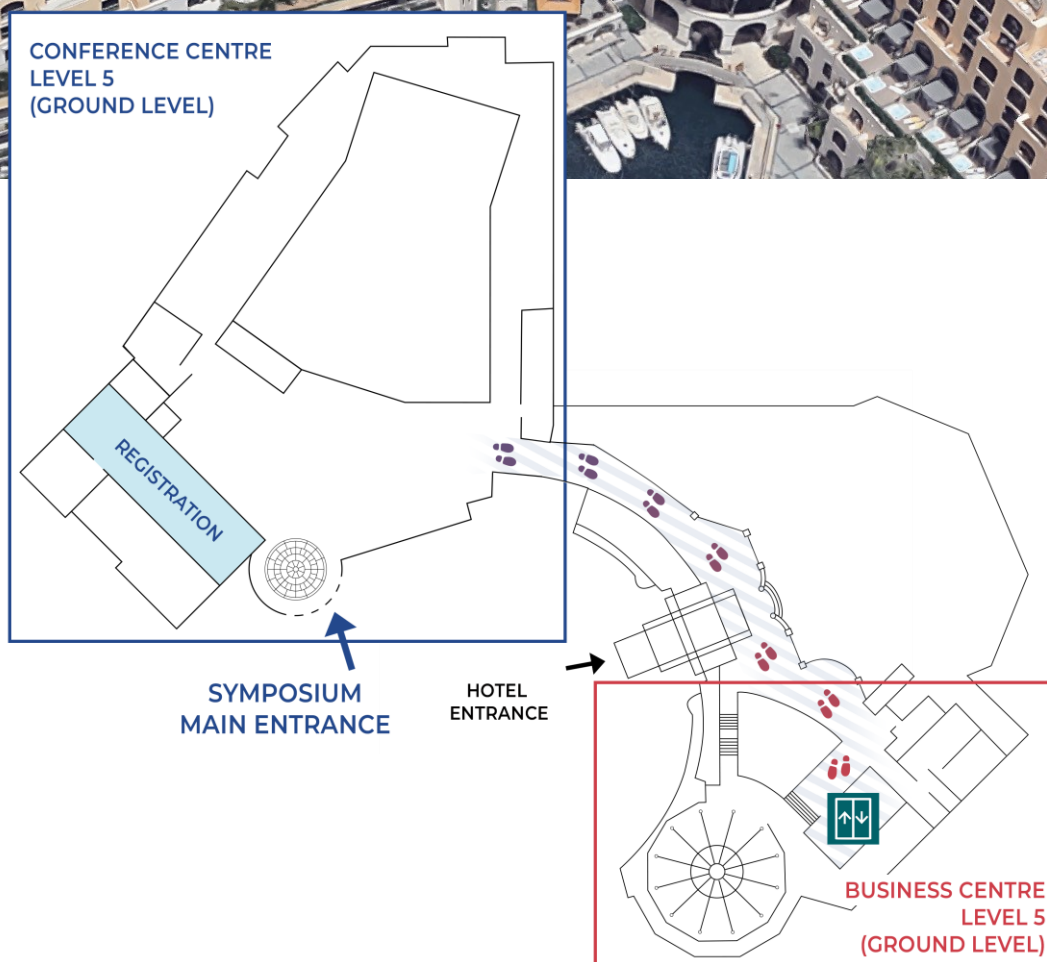 CONFERENCE CENTRE
LEVEL 5
(GROUND LEVEL)
REGISTRATION
SYMPOSIUM
MAIN ENTRANCE
HOTEL
ENTRANCE
BUSINESS CENTRE
LEVEL 5
(GROUND LEVEL)